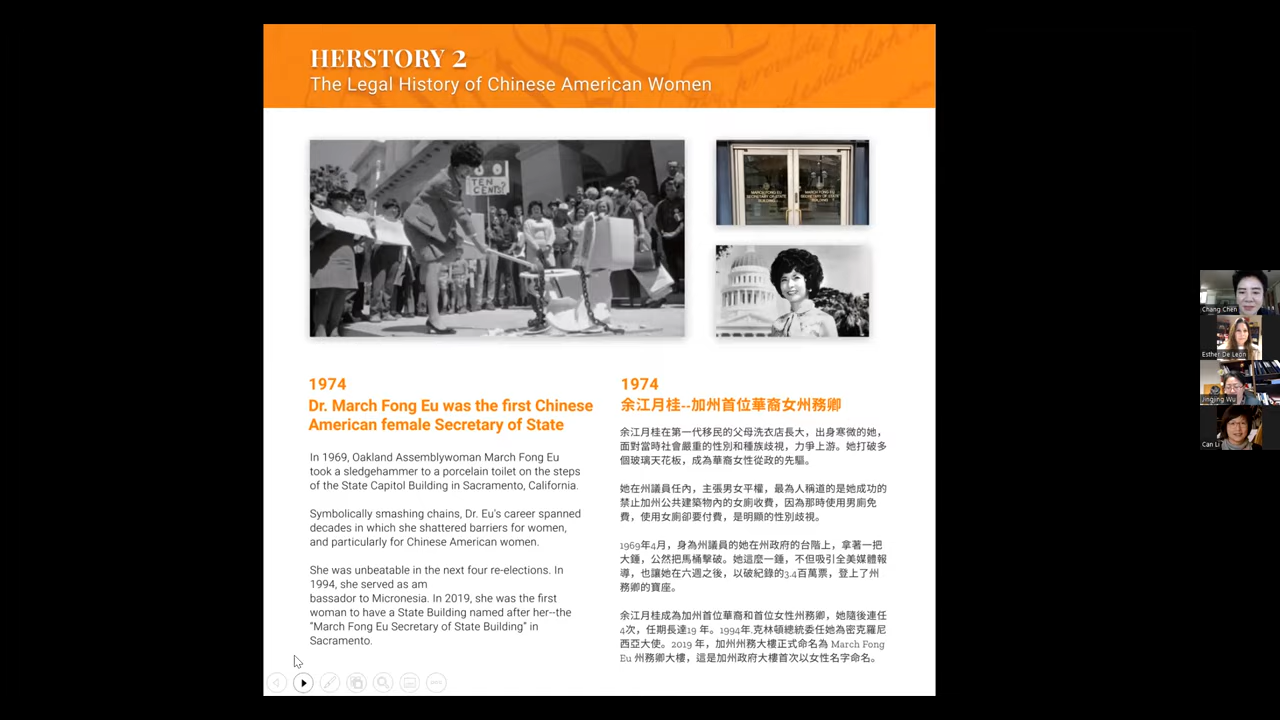 HERSTORY 2
The Legal History of Chinese American Women
TEN
CENTS?
MARCH FONG EU
SECRETARY OF STATE
BUILDING
MARCH FONG EU
SECRETARY OF STATE
BUILDING
1974
Dr. March Fong Eu was the first Chinese
American female Secretary of State
In 1969, Oakland Assemblywoman March Fong Eu
took a sledgehammer to a porcelain toilet on the steps
of the State Capitol Building in Sacramento, California.
Symbolically smashing chains, Dr. Eu's career spanned
decades in which she shattered barriers for women,
and particularly for Chinese American women.
She was unbeatable in the next four re-elections. In
1994, she served as am
bassador to Micronesia. In 2019, she was the first
woman to have a State Building named after her--the
“March Fong Eu Secretary of State Building” in
Sacramento.
1974
余江月桂--加州首位華裔女州務卿
余江月桂在第一代移民的父母洗衣店長大，出身寒微的她，
面對當時社會嚴重的性別和種族歧視，力爭上游。她打破多
個玻璃天花板，成為華裔女性從政的先驅。
她在州議員任內，主張男女平權，最為人稱道的是她成功的
禁止加州公共建築物內的女廁收費，因為那時使用男廁免
費，使用女廁卻要付費，是明顯的性別歧視。
1969年4月，身為州議員的她在州政府的台階上，拿著一把
大錘，公然把馬桶擊破。她這麼一錘，不但吸引全美媒體報
導，也讓她在六週之後，以破紀錄的3.4百萬票，登上了州
務卿的寶座。
余江月桂成為加州首位華裔和首位女性州務卿，她隨後連任
4次，任期長達19 年。1994年.克林頓總統委任她為密克羅尼
西亞大使。2019 年，加州州務大樓正式命名為 March Fong
Eu 州務卿大樓，這是加州政府大樓首次以女性名字命名。
Chang Chen
Esther De Leon
Jingjing Wu
Can Li